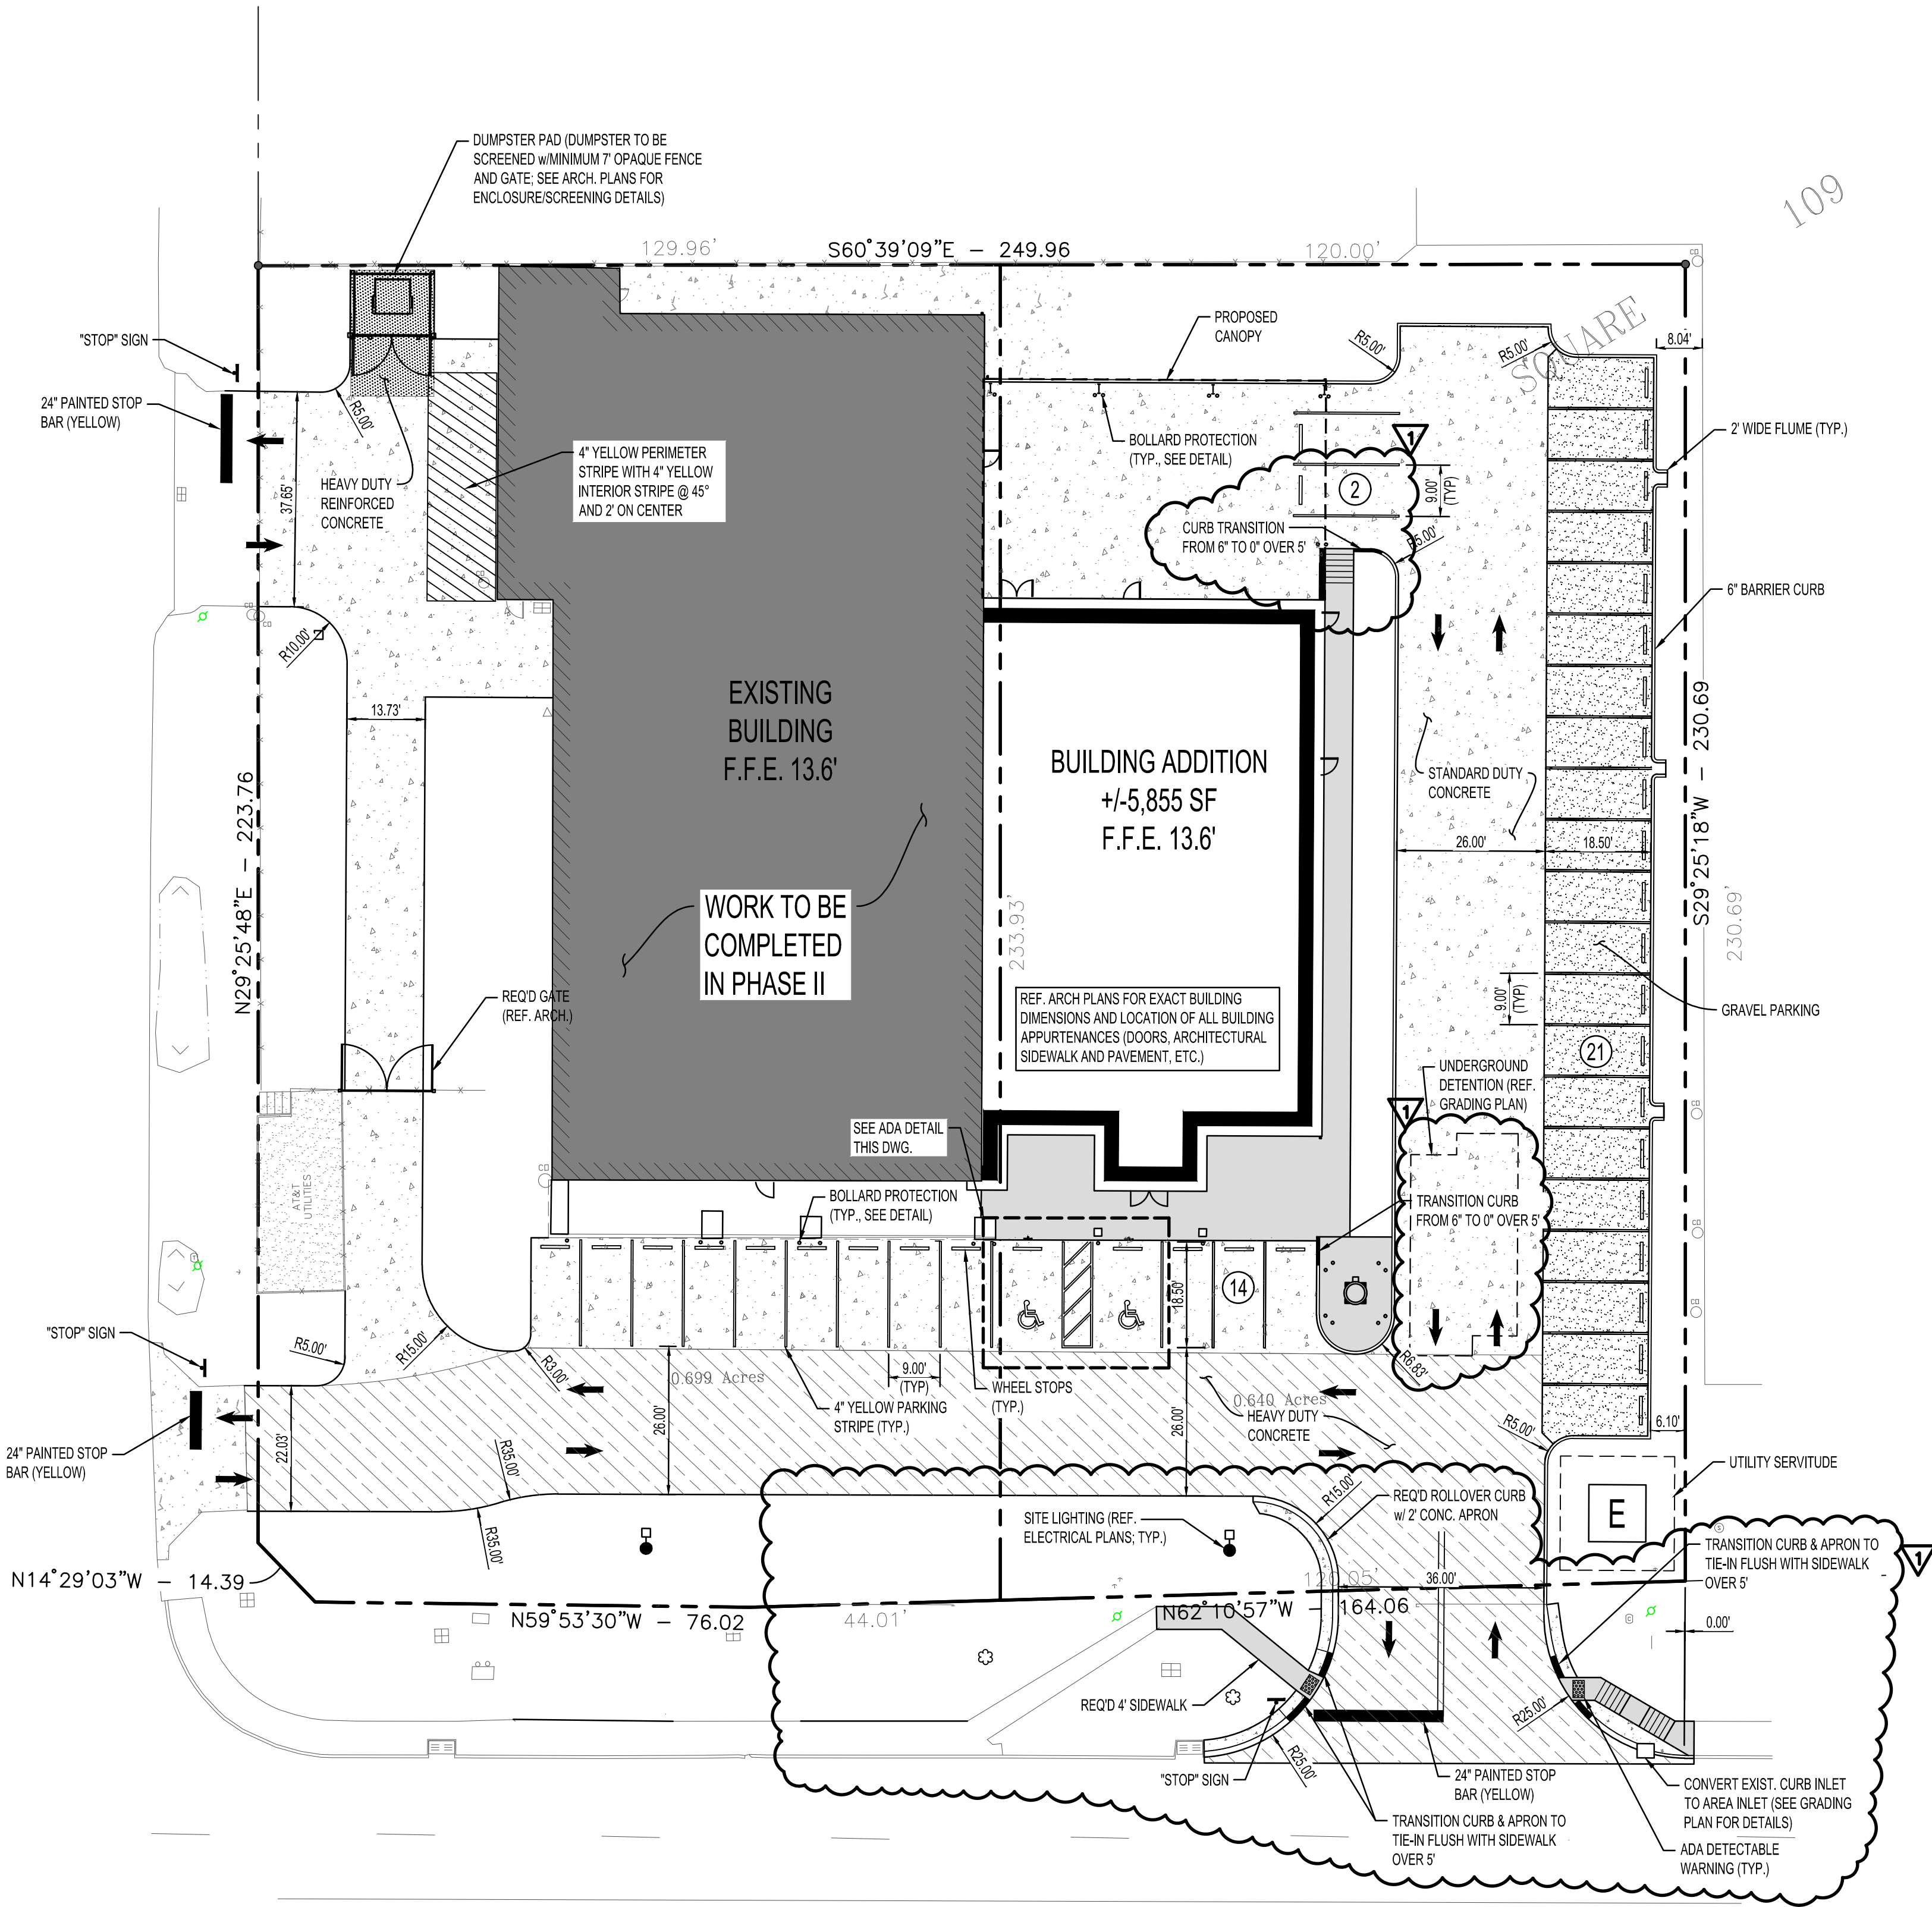 DUMPSTER PAD (DUMPSTER TO BE
SCREENED w/MINIMUM 7' OPAQUE FENCE
AND GATE; SEE ARCH. PLANS FOR
ENCLOSURE/SCREENING DETAILS)
109
129.96'
S60°39'09"E - 249.96
120.00'
CB
"STOP" SIGN
PROPOSED
CANOPY
R5.00'
R5.00'
SQUARE
8.04'
24" PAINTED STOP
BAR (YELLOW)
R5.00'
37.65'
HEAVY DUTY
REINFORCED
CONCRETE
4" YELLOW PERIMETER
STRIPE WITH 4" YELLOW
INTERIOR STRIPE @ 45°
AND 2' ON CENTER
BOLLARD PROTECTION
(TYP., SEE DETAIL)
1
2
9.00'
(TYP)
2' WIDE FLUME (TYP.)
CURB TRANSITION
FROM 6" TO 0" OVER 5'
R5.00'
6" BARRIER CURB
CO
CO
CO
R10.00'
13.73'
EXISTING
BUILDING
F.F.E. 13.6'
BUILDING ADDITION
+/-5,855 SF
F.F.E. 13.6'
STANDARD DUTY
CONCRETE
26.00'
18.50'
S29°25'18"W - 230.69
230.69'
N29°25'48"E - 223.76
WORK TO BE
COMPLETED
IN PHASE II
233.93'
REQ'D GATE
(REF. ARCH.)
REF. ARCH PLANS FOR EXACT BUILDING
DIMENSIONS AND LOCATION OF ALL BUILDING
APPURTENANCES (DOORS, ARCHITECTURAL
SIDEWALK AND PAVEMENT, ETC.)
9.00'
(TYP)
GRAVEL PARKING
21
UNDERGROUND
DETENTION (REF.
GRADING PLAN)
1
CB
SEE ADA DETAIL
THIS DWG.
CO
AT&T
UTILITIES
BOLLARD PROTECTION
(TYP., SEE DETAIL)
TRANSITION CURB
FROM 6" TO 0" OVER 5'
CB
14
18.50'
CB
"STOP" SIGN
R5.00'
R15.00'
R3.00'
0.699 Acres
9.00'
(TYP)
WHEEL STOPS
(TYP.)
4" YELLOW PARKING
STRIPE (TYP.)
0.640 Acres
HEAVY DUTY
CONCRETE
R6.83'
R5.00'
6.10'
22.03'
26.00'
26.00'
24" PAINTED STOP
BAR (YELLOW)
R35.00'
R35.00'
UTILITY SERVITUDE
E
SITE LIGHTING (REF.
ELECTRICAL PLANS; TYP.)
R15.00'
REQ'D ROLLOVER CURB
w/ 2' CONC. APRON
S
TRANSITION CURB & APRON TO
TIE-IN FLUSH WITH SIDEWALK
OVER 5'
1
N14°29'03"W - 14.39
N59°53'30"W - 76.02
44.01'
120.05'
36.00'
N62°10'57"W - 164.06
0.00'
REQ'D 4' SIDEWALK
R25.00'
R25.00'
"STOP" SIGN
24" PAINTED STOP
BAR (YELLOW)
TRANSITION CURB & APRON TO
TIE-IN FLUSH WITH SIDEWALK
OVER 5'
CONVERT EXIST. CURB INLET
TO AREA INLET (SEE GRADING
PLAN FOR DETAILS)
ADA DETECTABLE
WARNING (TYP.)